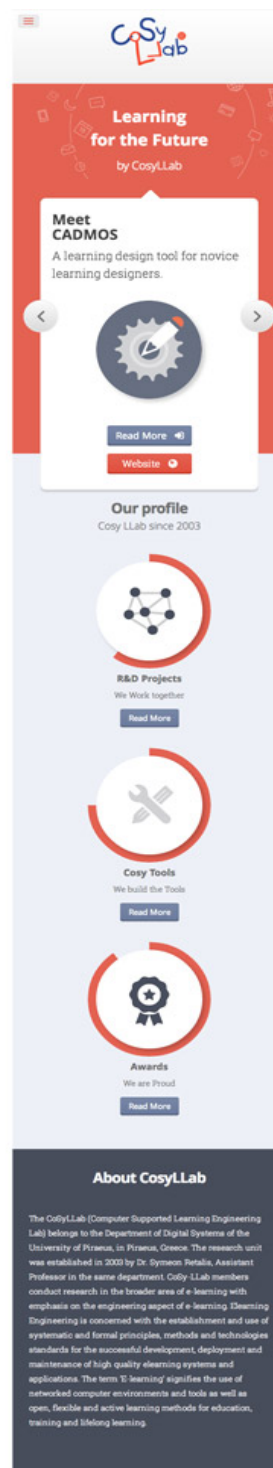 CoSy
LLab
Learning
for the Future
by CosyLLab
Meet
CADMOS
A learning design tool for novice
learning designers.
Read More
Website
Our profile
Cosy LLab since 2003
R&D Projects
We Work together
Read More
Cosy Tools
We build the Tools
Read More
Awards
We are Proud
Read More
About CosyLLab
The CoSyLLab (Computer Supported Learning Engineering
Lab) belongs to the Department of Digital Systems of the
University of Piraeus, in Piraeus, Greece. The research unit
was established in 2003 by Dr. Symeon Retalis, Assistant
Professor in the same department. CoSy-LLab members
conduct research in the broader area of e-learning with
emphasis on the engineering aspect of e-learning. Elearning
Engineering is concerned with the establishment and use of
systematic and formal principles, methods and technologies
standards for the successful development, deployment and
maintenance of high quality elearning systems and
applications. The term 'E-learning' signifies the use of
networked computer environments and tools as well as
open, flexible and active learning methods for education,
training and lifelong learning.